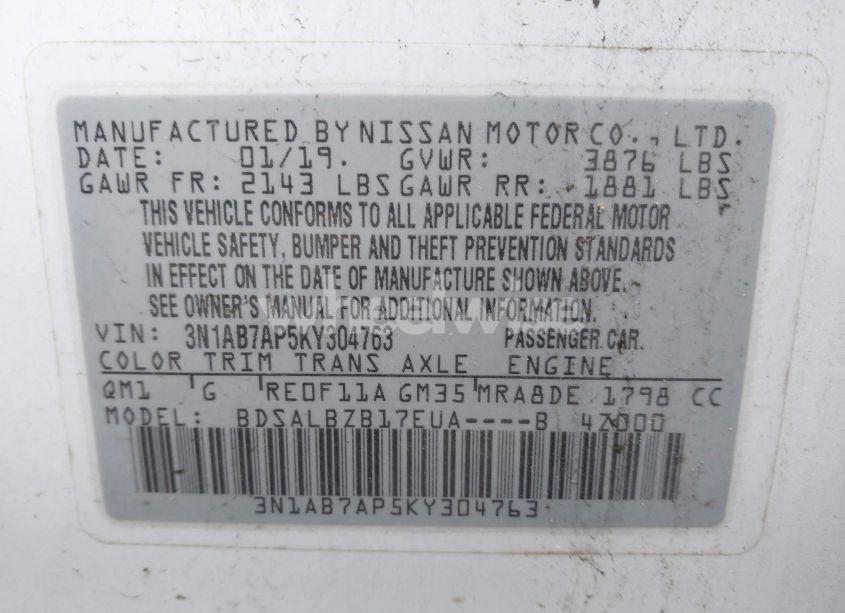 MANUFACTURED BY NISSAN MOTOR CO., LTD.
DATE: 01/19. GVWR: 3876 LBS
GAWR FR: 2143 LBS GAWR RR: 1881 LBS
THIS VEHICLE CONFORMS TO ALL APPLICABLE FEDERAL MOTOR
VEHICLE SAFETY, BUMPER AND THEFT PREVENTION STANDARDS
IN EFFECT ON THE DATE OF MANUFACTURE SHOWN ABOVE.
SEE OWNER'S MANUAL FOR ADDITIONAL INFORMATION.
VIN: 3N1AB7AP5KY304763 PASSENGER CAR.
COLOR TRIM TRANS AXLE ENGINE
QM1 G RE0F11A GM35 MRA8DE 1798 CC
MODEL: BDSALBZB17EUA----B 4Z000
3N1AB7AP5KY304763